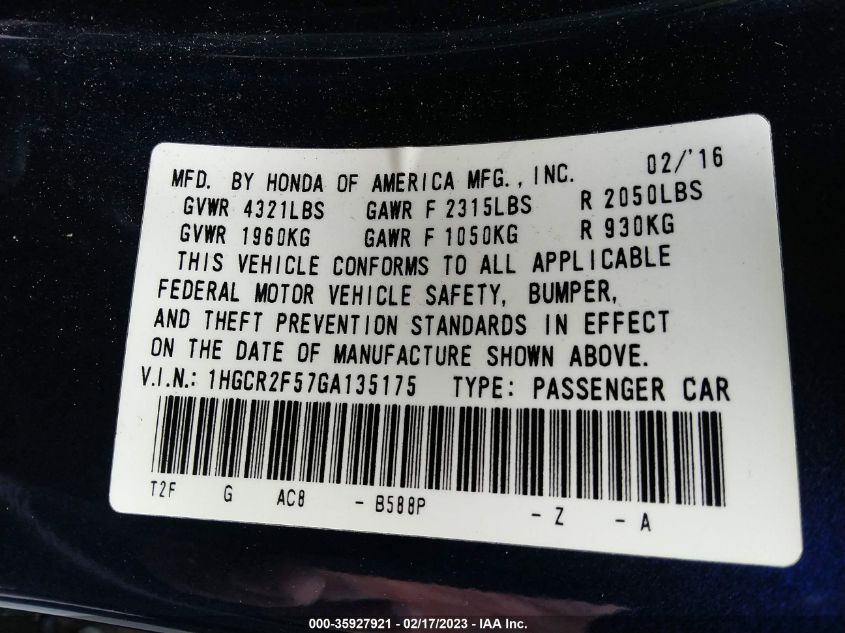 MFD. BY HONDA OF AMERICA MFG., INC. 02/'16
GVWR 4321LBS GAWR F 2315LBS R 2050LBS
GVWR 1960KG GAWR F 1050KG R 930KG
THIS VEHICLE CONFORMS TO ALL APPLICABLE
FEDERAL MOTOR VEHICLE SAFETY, BUMPER,
AND THEFT PREVENTION STANDARDS IN EFFECT
ON THE DATE OF MANUFACTURE SHOWN ABOVE.
V.I.N.: 1HGCR2F57GA135175 TYPE: PASSENGER CAR
T2F G AC8 - B588P - Z - A
000-35927921 - 02/17/2023 - IAA Inc.